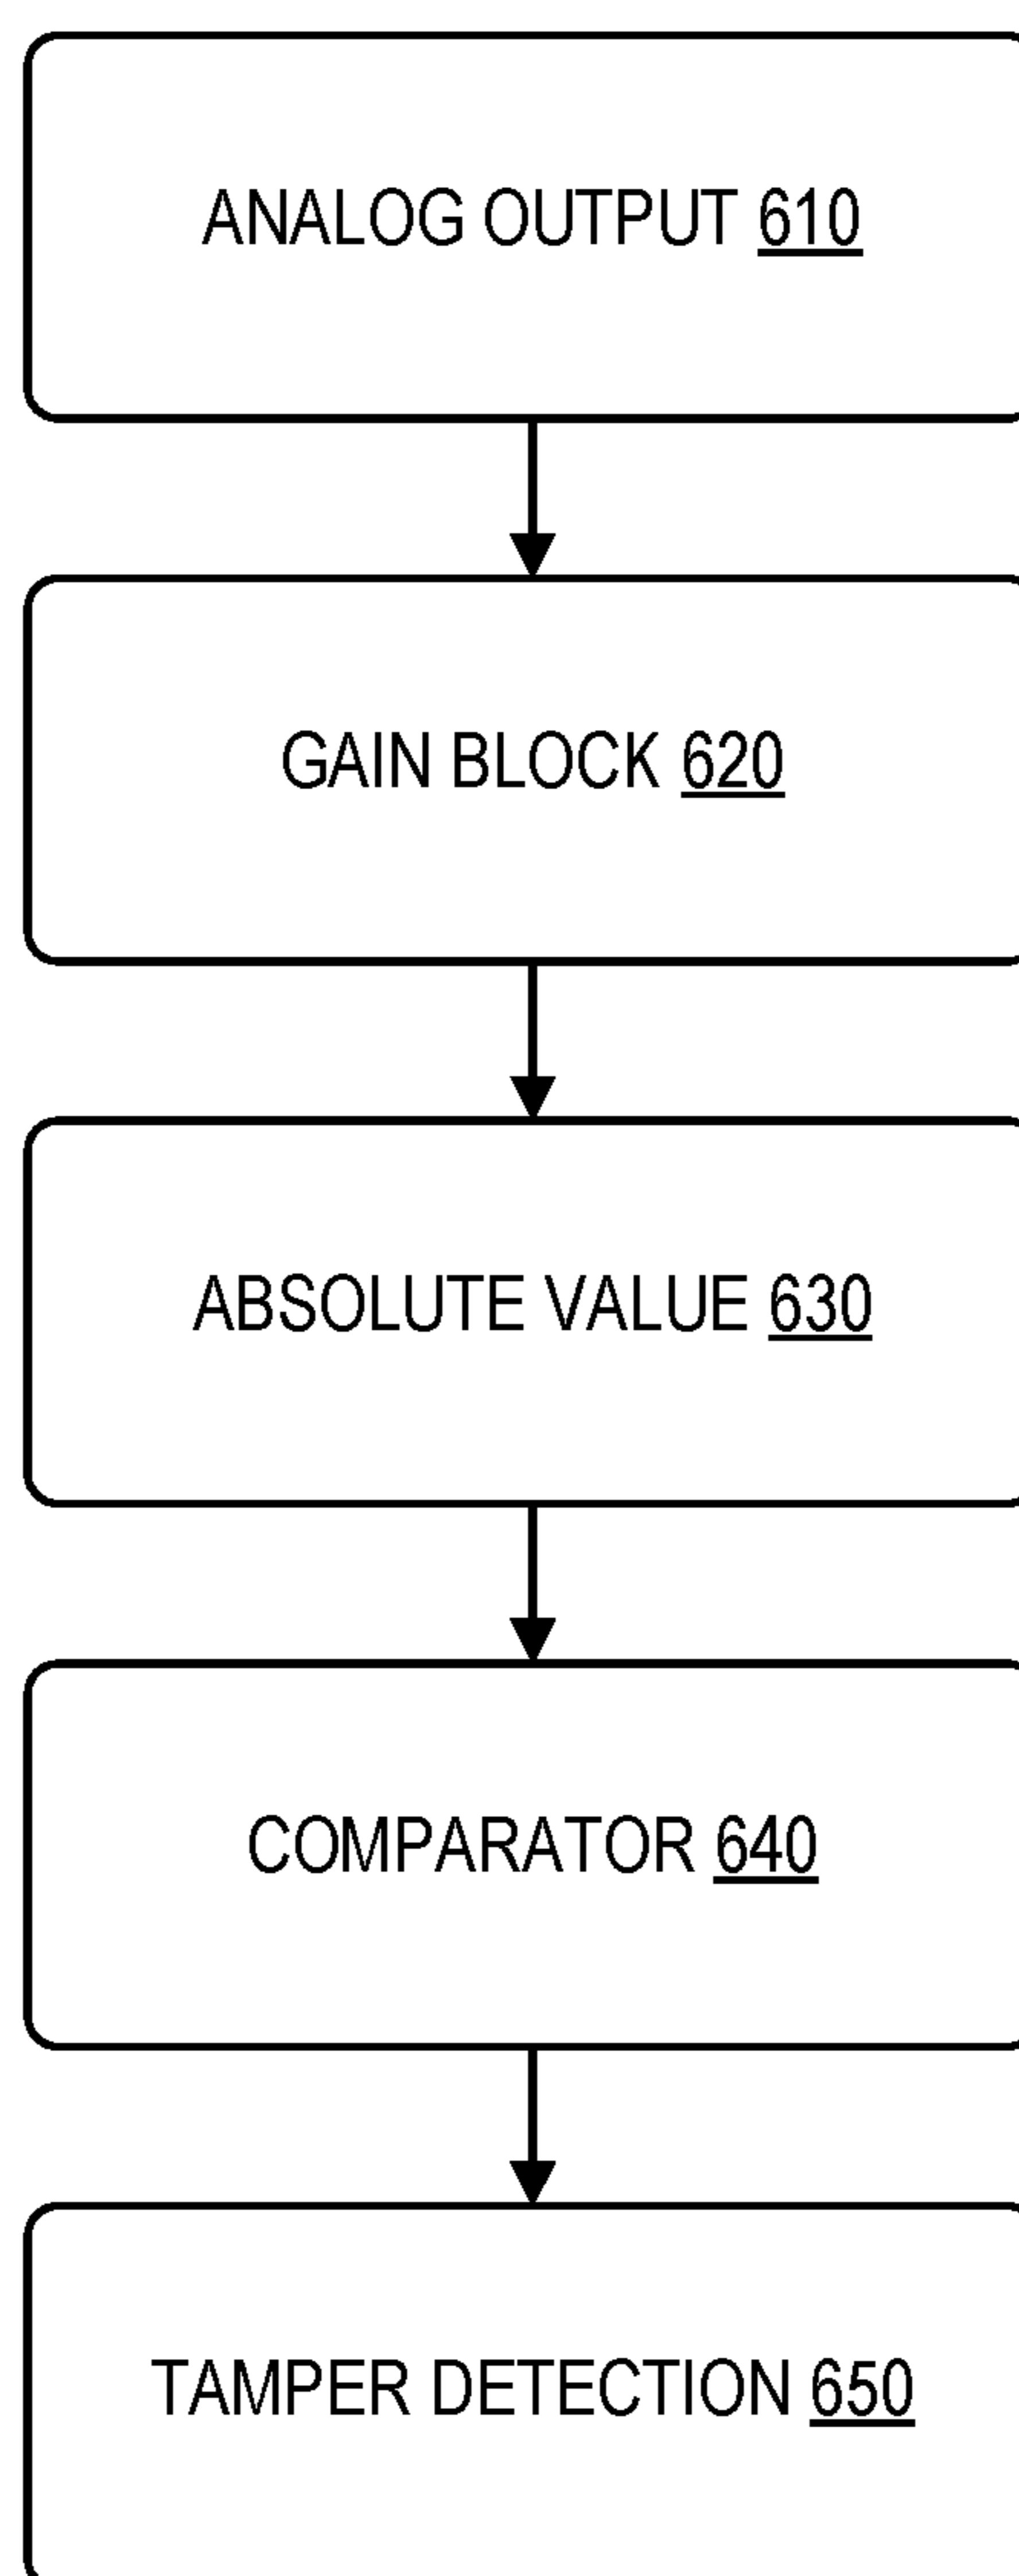 ANALOG OUTPUT 610
GAIN BLOCK 620
ABSOLUTE VALUE 630
COMPARATOR 640
TAMPER DETECTION 650